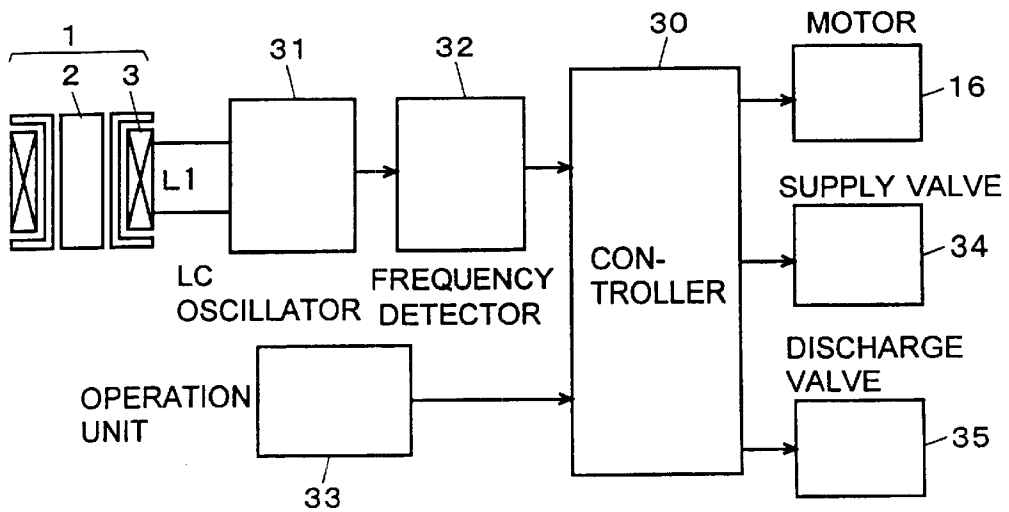 1
2
3
31
32
30
MOTOR
16
L1
SUPPLY VALVE
34
LC
OSCILLATOR
FREQUENCY
DETECTOR
CON-
TROLLER
DISCHARGE
VALVE
35
OPERATION
UNIT
33